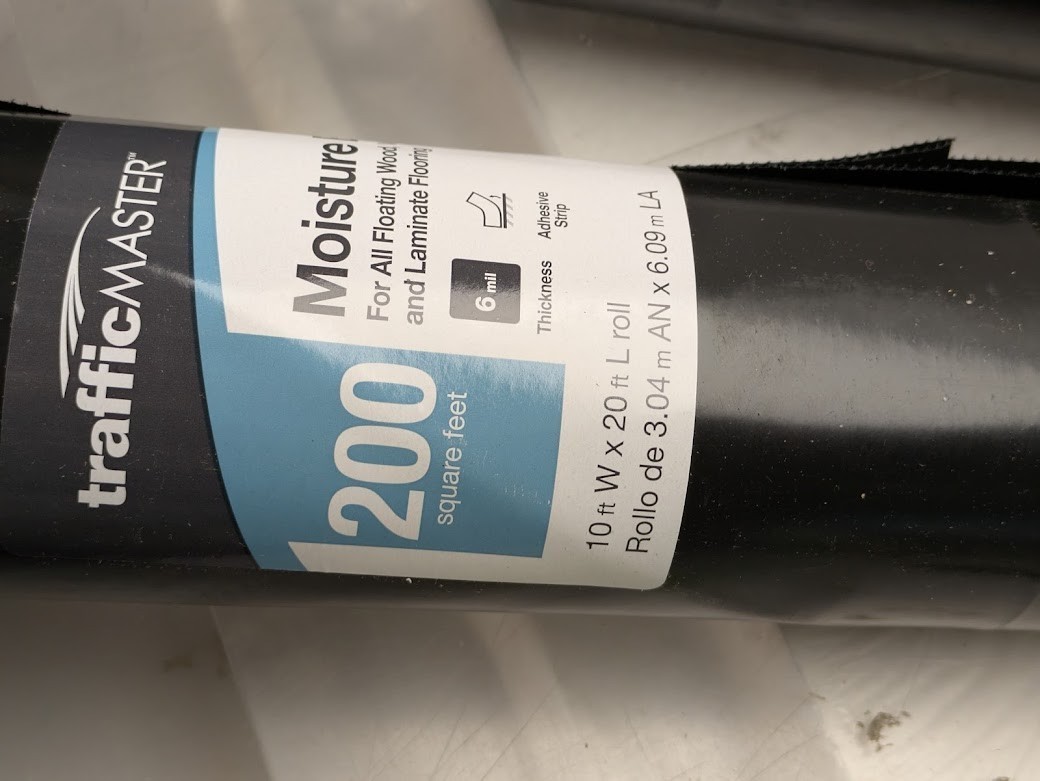 trafficMASTER™
200
square feet
Moisture
For All Floating Wood
and Laminate Flooring
6 mil
Thickness
Adhesive
Strip
10 ft W x 20 ft L roll
Rollo de 3.04 m AN x 6.09 m LA